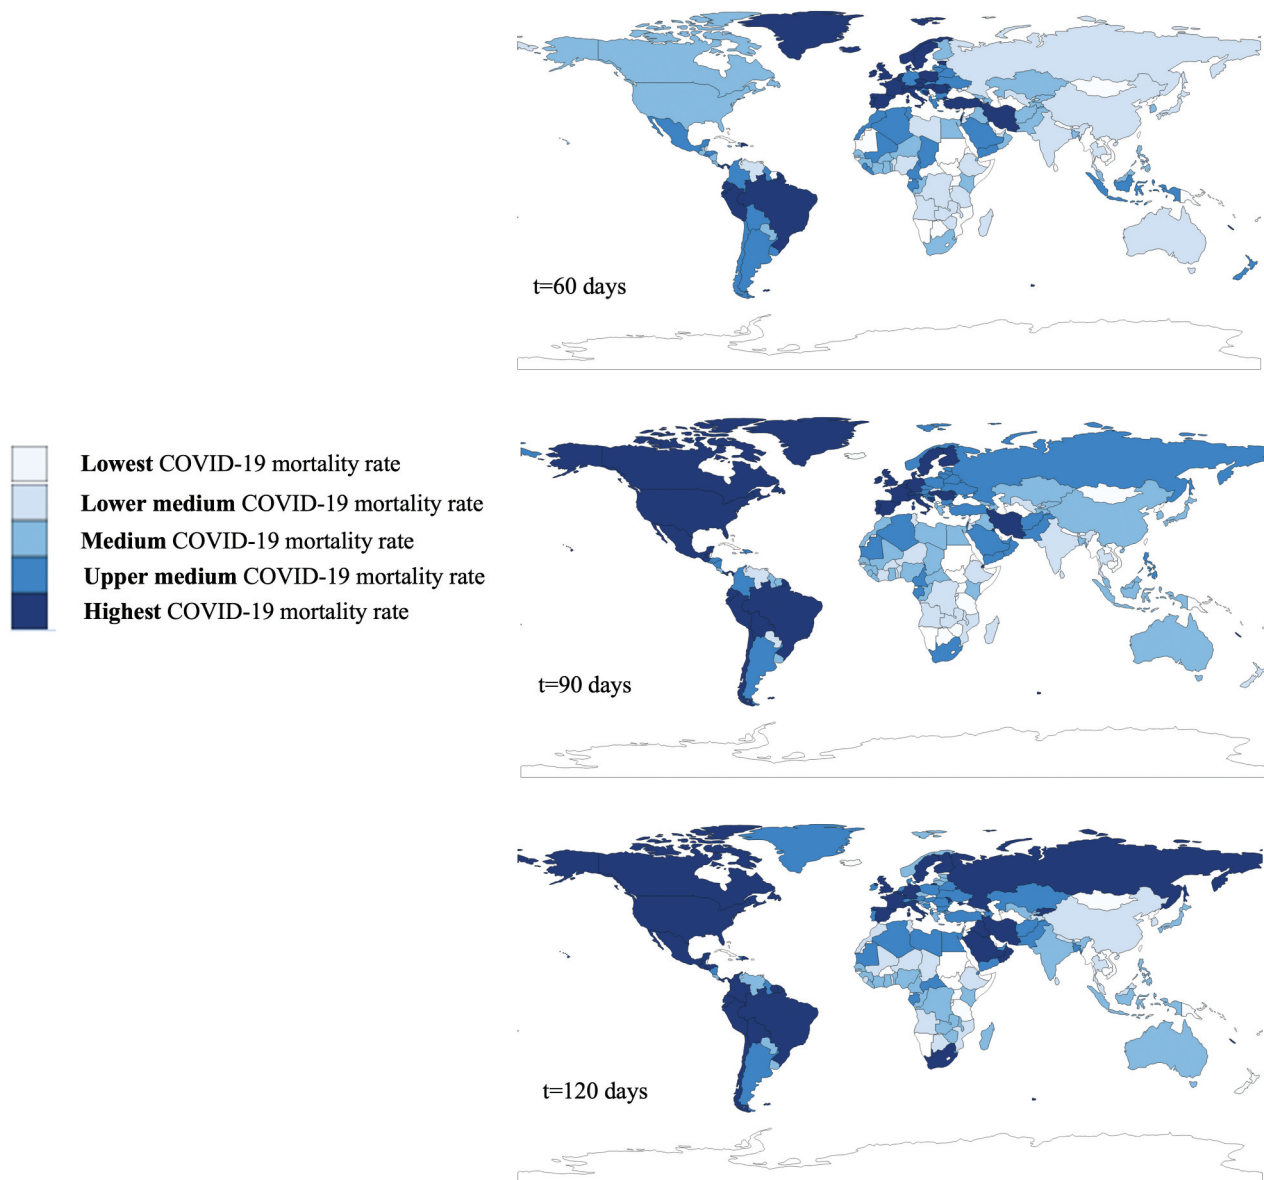 t=60 days
Lowest COVID-19 mortality rate
Lower medium COVID-19 mortality rate
Medium COVID-19 mortality rate
Upper medium COVID-19 mortality rate
Highest COVID-19 mortality rate
t=90 days
t=120 days